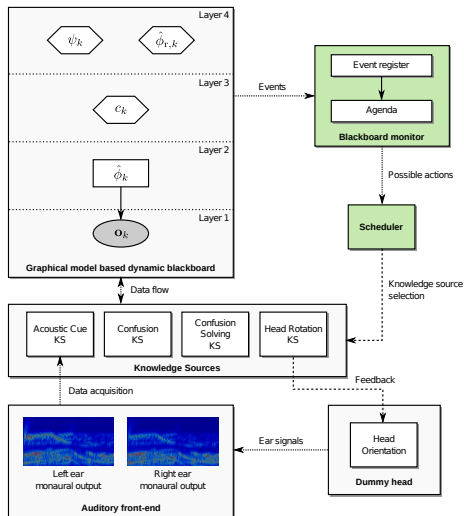 Layer 4
ψ_k
φ̂_r,k
Layer 3
c_k
Layer 2
φ̂_k
Layer 1
o_k
Graphical model based dynamic blackboard
Events
Event register
Agenda
Blackboard monitor
Possible actions
Scheduler
Knowledge source
selection
Data flow
Acoustic Cue
KS
Confusion
KS
Confusion
Solving
KS
Head Rotation
KS
Knowledge Sources
Data acquisition
Feedback
Left ear
monaural output
Right ear
monaural output
Auditory front-end
Ear signals
Head
Orientation
Dummy head